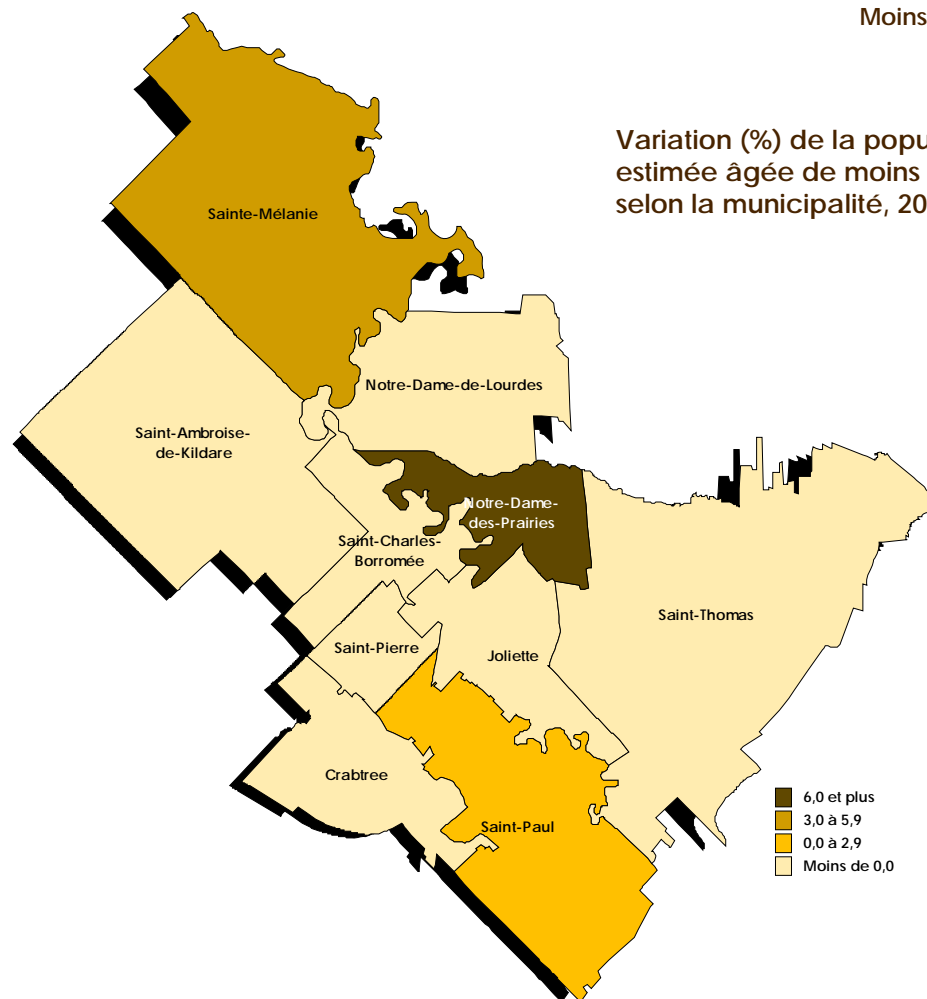 Moins
Variation (%) de la popu
estimée âgée de moins
selon la municipalité, 20
Sainte-Mélanie
Notre-Dame-de-Lourdes
Saint-Ambroise-
de-Kildare
Notre-Dame-
des-Prairies
Saint-Charles-
Borromée
Saint-Thomas
Saint-Pierre
Joliette
Crabtree
Saint-Paul
6,0 et plus
3,0 à 5,9
0,0 à 2,9
Moins de 0,0